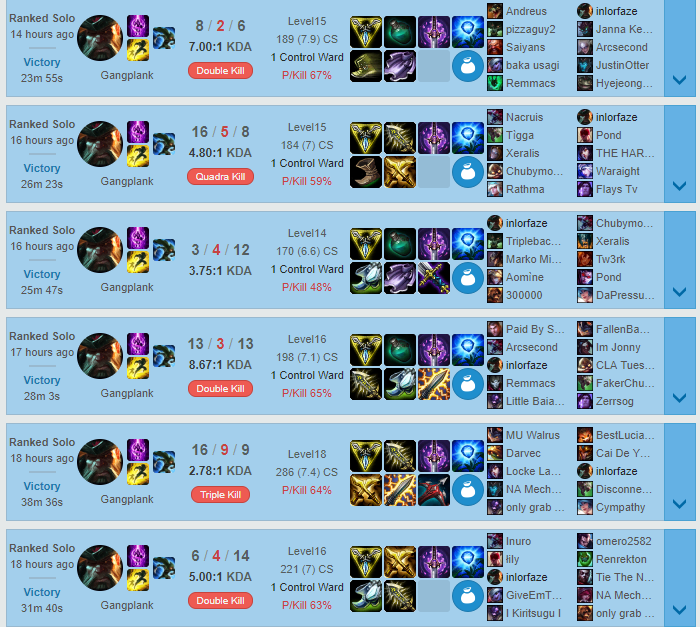 Ranked Solo
14 hours ago
Victory
23m 55s
Gangplank
8 / 2 / 6
7.00:1 KDA
Double Kill
Level15
189 (7.9) CS
1 Control Ward
P/Kill 67%
Andreus
pizzaguy2
Saiyans
baka usagi
Remmacs
inlorfaze
Janna Ke...
Arcsecond
JustinOtter
Hyejeong...
Ranked Solo
16 hours ago
Victory
26m 23s
Gangplank
16 / 5 / 8
4.80:1 KDA
Quadra Kill
Level15
184 (7) CS
1 Control Ward
P/Kill 59%
Nacruis
Tigga
Xeralis
Chubymo...
Rathma
inlorfaze
Pond
THE HAR...
Waraight
Flays Tv
Ranked Solo
16 hours ago
Victory
25m 47s
Gangplank
3 / 4 / 12
3.75:1 KDA
Level14
170 (6.6) CS
1 Control Ward
P/Kill 48%
inlorfaze
Triplebac...
Marko Mi...
Aomine
300000
Chubymo...
Xeralis
Tw3rk
Pond
DaPressu...
Ranked Solo
17 hours ago
Victory
28m 3s
Gangplank
13 / 3 / 13
8.67:1 KDA
Double Kill
Level16
198 (7.1) CS
1 Control Ward
P/Kill 65%
Paid By S...
Arcsecond
inlorfaze
Remmacs
Little Baia...
FallenBa...
Im Jonny
CLA Tues...
FakerChu...
Zerrsog
Ranked Solo
18 hours ago
Victory
38m 36s
Gangplank
16 / 9 / 9
2.78:1 KDA
Triple Kill
Level18
286 (7.4) CS
1 Control Ward
P/Kill 64%
MU Walrus
Darvec
Locke La...
NA Mech...
only grab ...
BestLucia...
Cai De Y...
inlorfaze
Disconne...
Cympathy
Ranked Solo
18 hours ago
Victory
31m 40s
Gangplank
6 / 4 / 14
5.00:1 KDA
Double Kill
Level16
221 (7) CS
1 Control Ward
P/Kill 63%
Inuro
inlorfaze
GiveEmT...
I Kiritsugu I
omero2582
Renrekton
Tie The N...
NA Mech...
only grab ...